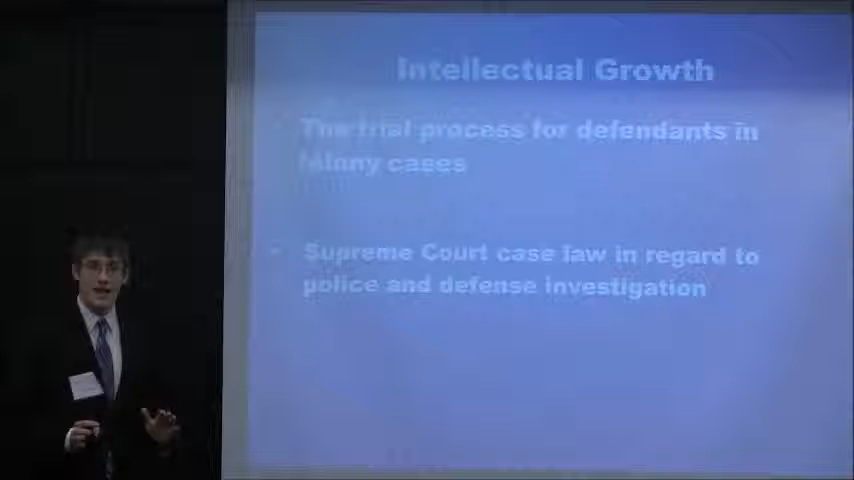 Intellectual Growth
The trial process for defendants in
felony cases
• Supreme Court case law in regard to
police and defense investigation